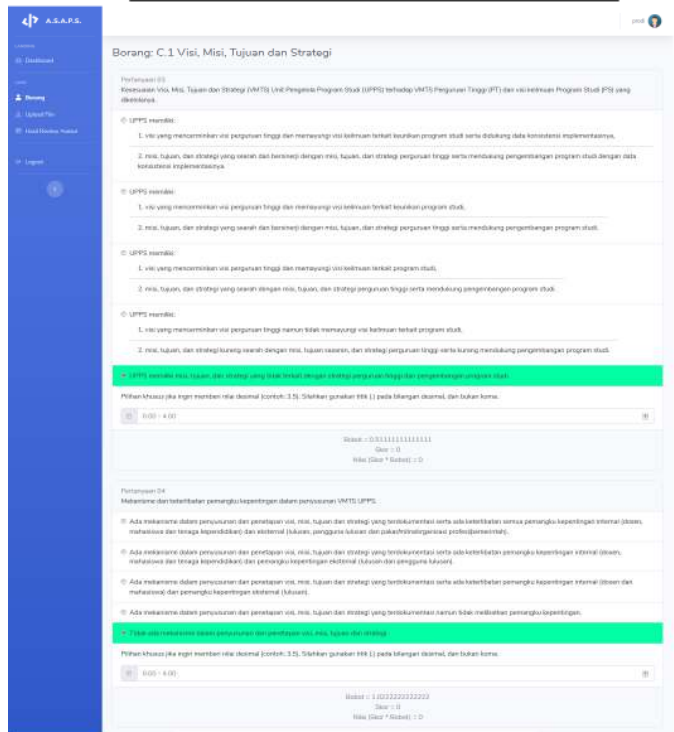 A.S.A.P.S.
prodi
Dashboard
Borang
Upload File
Logout
Borang: C.1 Visi, Misi, Tujuan dan Strategi
Pertanyaan 03
Kesesuaian Visi, Misi, Tujuan dan Strategi (VMTS) Unit Pengelola Program Studi (UPPS) terhadap VMTS Perguruan Tinggi (PT) dan visi keilmuan Program Studi (PS) yang
dikelolanya.
UPPS memiliki:
1. visi yang mencerminkan visi perguruan tinggi dan memayungi visi keilmuan terkait keunikan program studi serta didukung data konsistensi implementasinya,
2. misi, tujuan, dan strategi yang searah dan bersinerji dengan misi, tujuan, dan strategi perguruan tinggi serta mendukung pengembangan program studi dengan data
konsistensi implementasinya.
UPPS memiliki:
1. visi yang mencerminkan visi perguruan tinggi dan memayungi visi keilmuan terkait keunikan program studi,
2. misi, tujuan, dan strategi yang searah dan bersinerji dengan misi, tujuan, dan strategi perguruan tinggi serta mendukung pengembangan program studi.
UPPS memiliki:
1. visi yang mencerminkan visi perguruan tinggi dan memayungi visi keilmuan terkait program studi,
2. misi, tujuan, dan strategi yang searah dengan misi, tujuan, dan strategi perguruan tinggi serta mendukung pengembangan program studi.
UPPS memiliki:
1. visi yang mencerminkan visi perguruan tinggi namun tidak memayungi visi keilmuan terkait program studi,
2. misi, tujuan, dan strategi kurang searah dengan misi, tujuan sasaran, dan strategi perguruan tinggi serta kurang mendukung pengembangan program studi.
UPPS memiliki misi, tujuan, dan strategi yang tidak terkait dengan strategi perguruan tinggi dan pengembangan program studi.
Pilihan khusus jika ingin memberi nilai desimal (contoh: 3.5). Silahkan gunakan titik (.) pada bilangan desimal, dan bukan koma.
0.00 - 4.00
Bobot = 0.51111111111111
Skor = 0
Nilai (Skor * Bobot) = 0
Pertanyaan 04
Mekanisme dan keterlibatan pemangku kepentingan dalam penyusunan VMTS UPPS.
Ada mekanisme dalam penyusunan dan penetapan visi, misi, tujuan dan strategi yang terdokumentasi serta ada keterlibatan semua pemangku kepentingan internal (dosen,
mahasiswa dan tenaga kependidikan) dan eksternal (lulusan, pengguna lulusan dan pakar/mitra/organisasi profesi/pemerintah).
Ada mekanisme dalam penyusunan dan penetapan visi, misi, tujuan dan strategi yang terdokumentasi serta ada keterlibatan pemangku kepentingan internal (dosen,
mahasiswa dan tenaga kependidikan) dan pemangku kepentingan eksternal (lulusan dan pengguna lulusan).
Ada mekanisme dalam penyusunan dan penetapan visi, misi, tujuan dan strategi yang terdokumentasi serta ada keterlibatan pemangku kepentingan internal (dosen dan
mahasiswa) dan pemangku kepentingan eksternal (lulusan).
Ada mekanisme dalam penyusunan dan penetapan visi, misi, tujuan dan strategi yang terdokumentasi namun tidak melibatkan pemangku kepentingan.
Tidak ada mekanisme dalam penyusunan dan penetapan visi, misi, tujuan dan strategi.
Pilihan khusus jika ingin memberi nilai desimal (contoh: 3.5). Silahkan gunakan titik (.) pada bilangan desimal, dan bukan koma.
0.00 - 4.00
Skor = 0
Nilai (Skor * Bobot) = 0